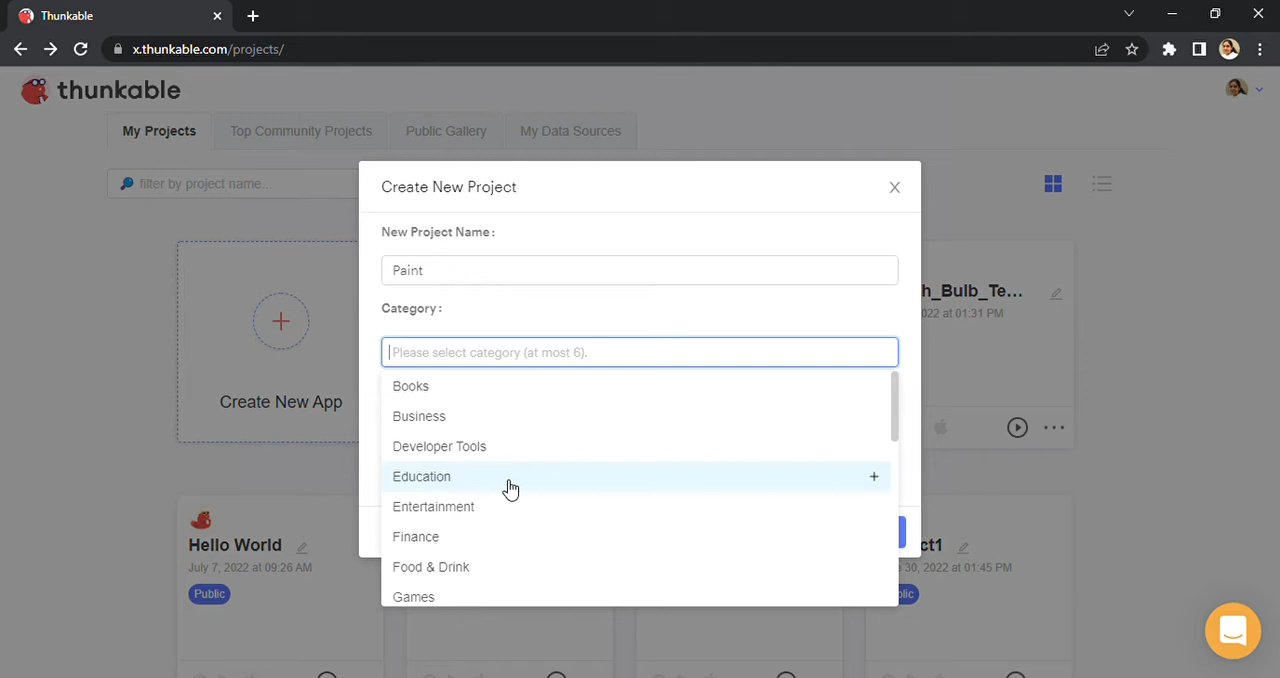 Thunkable
x.thunkable.com/projects/
thunkable
My Projects
Top Community Projects
Public Gallery
My Data Sources
filter by project name...
Create New Project
New Project Name:
Paint
Category:
Please select category (at most 6).
Books
Business
Developer Tools
Education
Entertainment
Finance
Food & Drink
Games
Create New App
h_Bulb_Te...
022 at 01:31 PM
Hello World
July 7, 2022 at 09:26 AM
Public
ct1
30, 2022 at 01:45 PM
blic